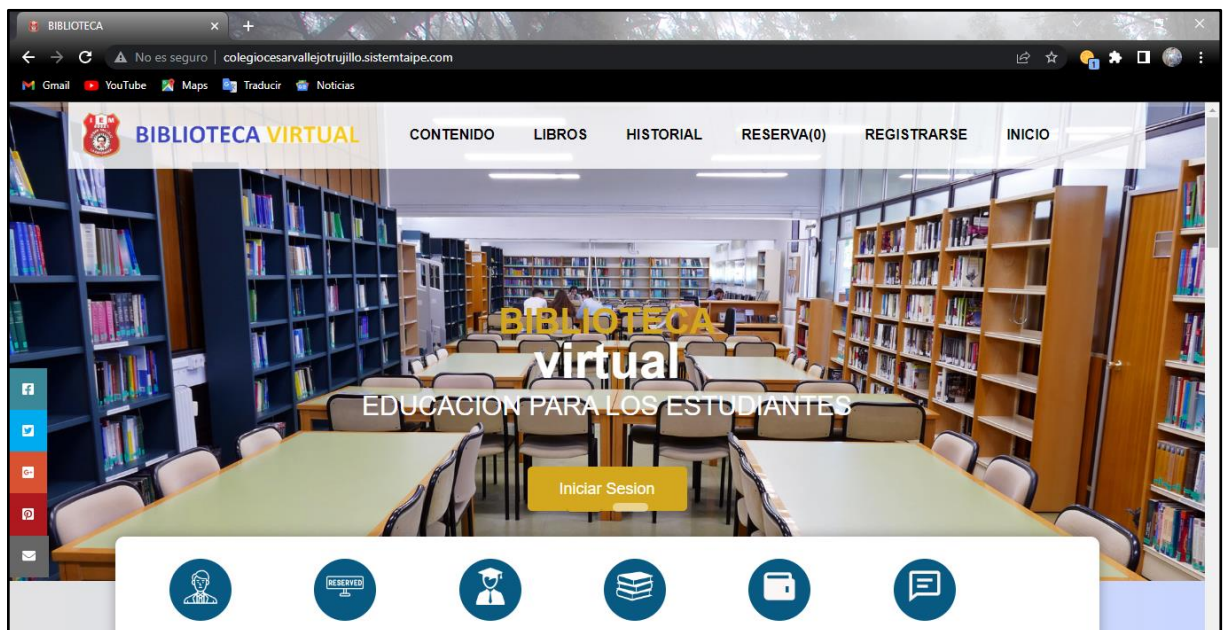 BIBLIOTECA
No es seguro | colegiocesarvallejotrujillo.sistemtaipe.com
1
Gmail YouTube Maps Traducir Noticias
I E M
BIBLIOTECA VIRTUAL CONTENIDO LIBROS HISTORIAL RESERVA(0) REGISTRARSE INICIO
BIBLIOTECA
virtual
EDUCACION PARA LOS ESTUDIANTES
Iniciar Sesion
RESERVED